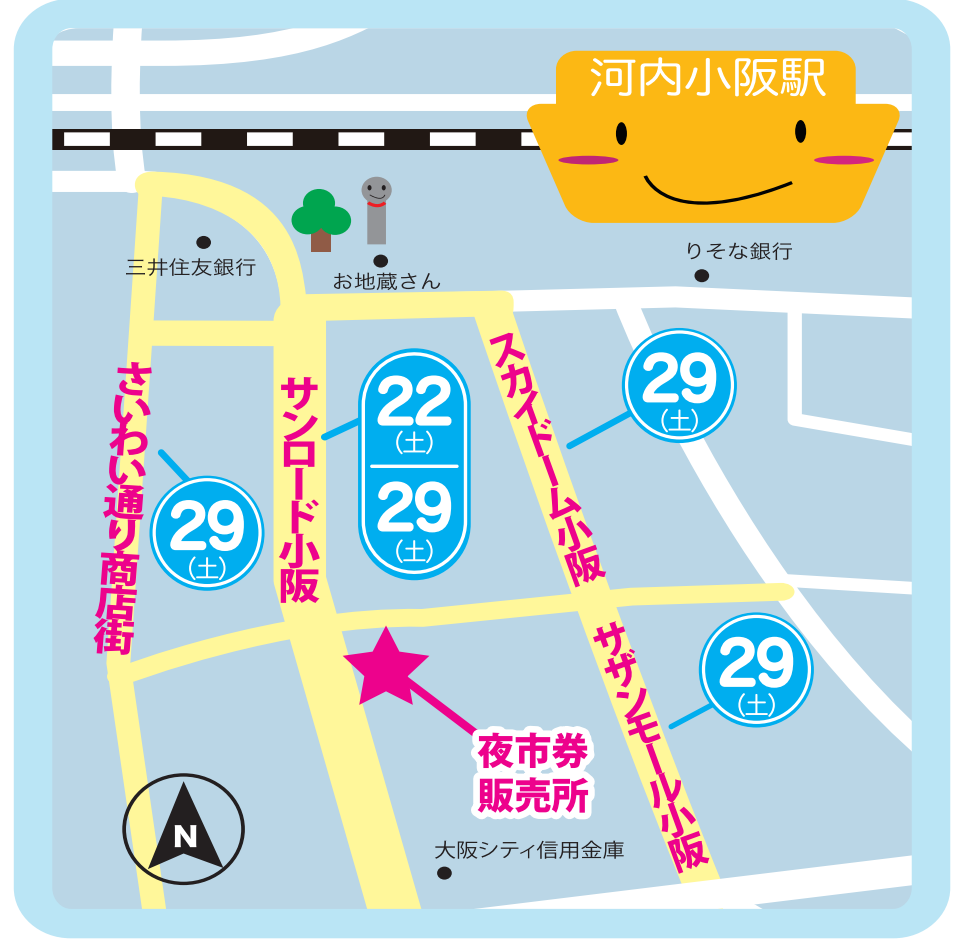 河内小阪駅
三井住友銀行
お地蔵さん
りそな銀行
さいわい通り商店街
29
(土)
サンロード小阪
22
(土)
29
(土)
スカイドーム小阪
29
(土)
サザンモール小阪
29
(土)
夜市券
販売所
大阪シティ信用金庫
N